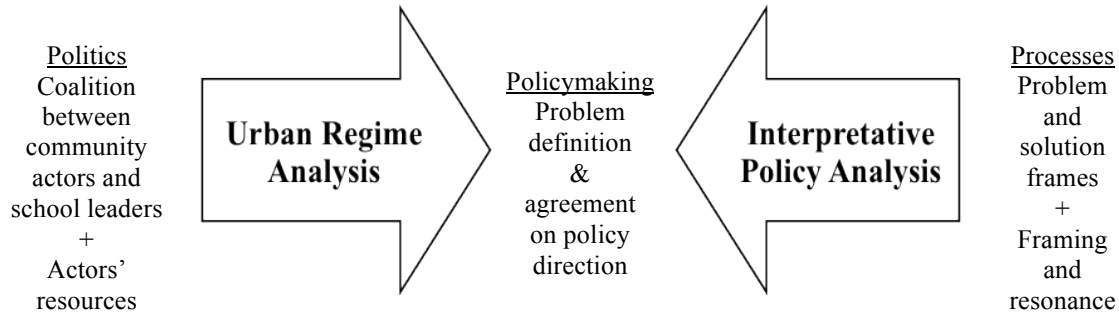 Politics
Coalition
between
community
actors and
school leaders
+
Actors’
resources
Urban Regime
Analysis
Policymaking
Problem
definition
&
agreement
on policy
direction
Interpretative
Policy Analysis
Processes
Problem
and
solution
frames
+
Framing
and
resonance